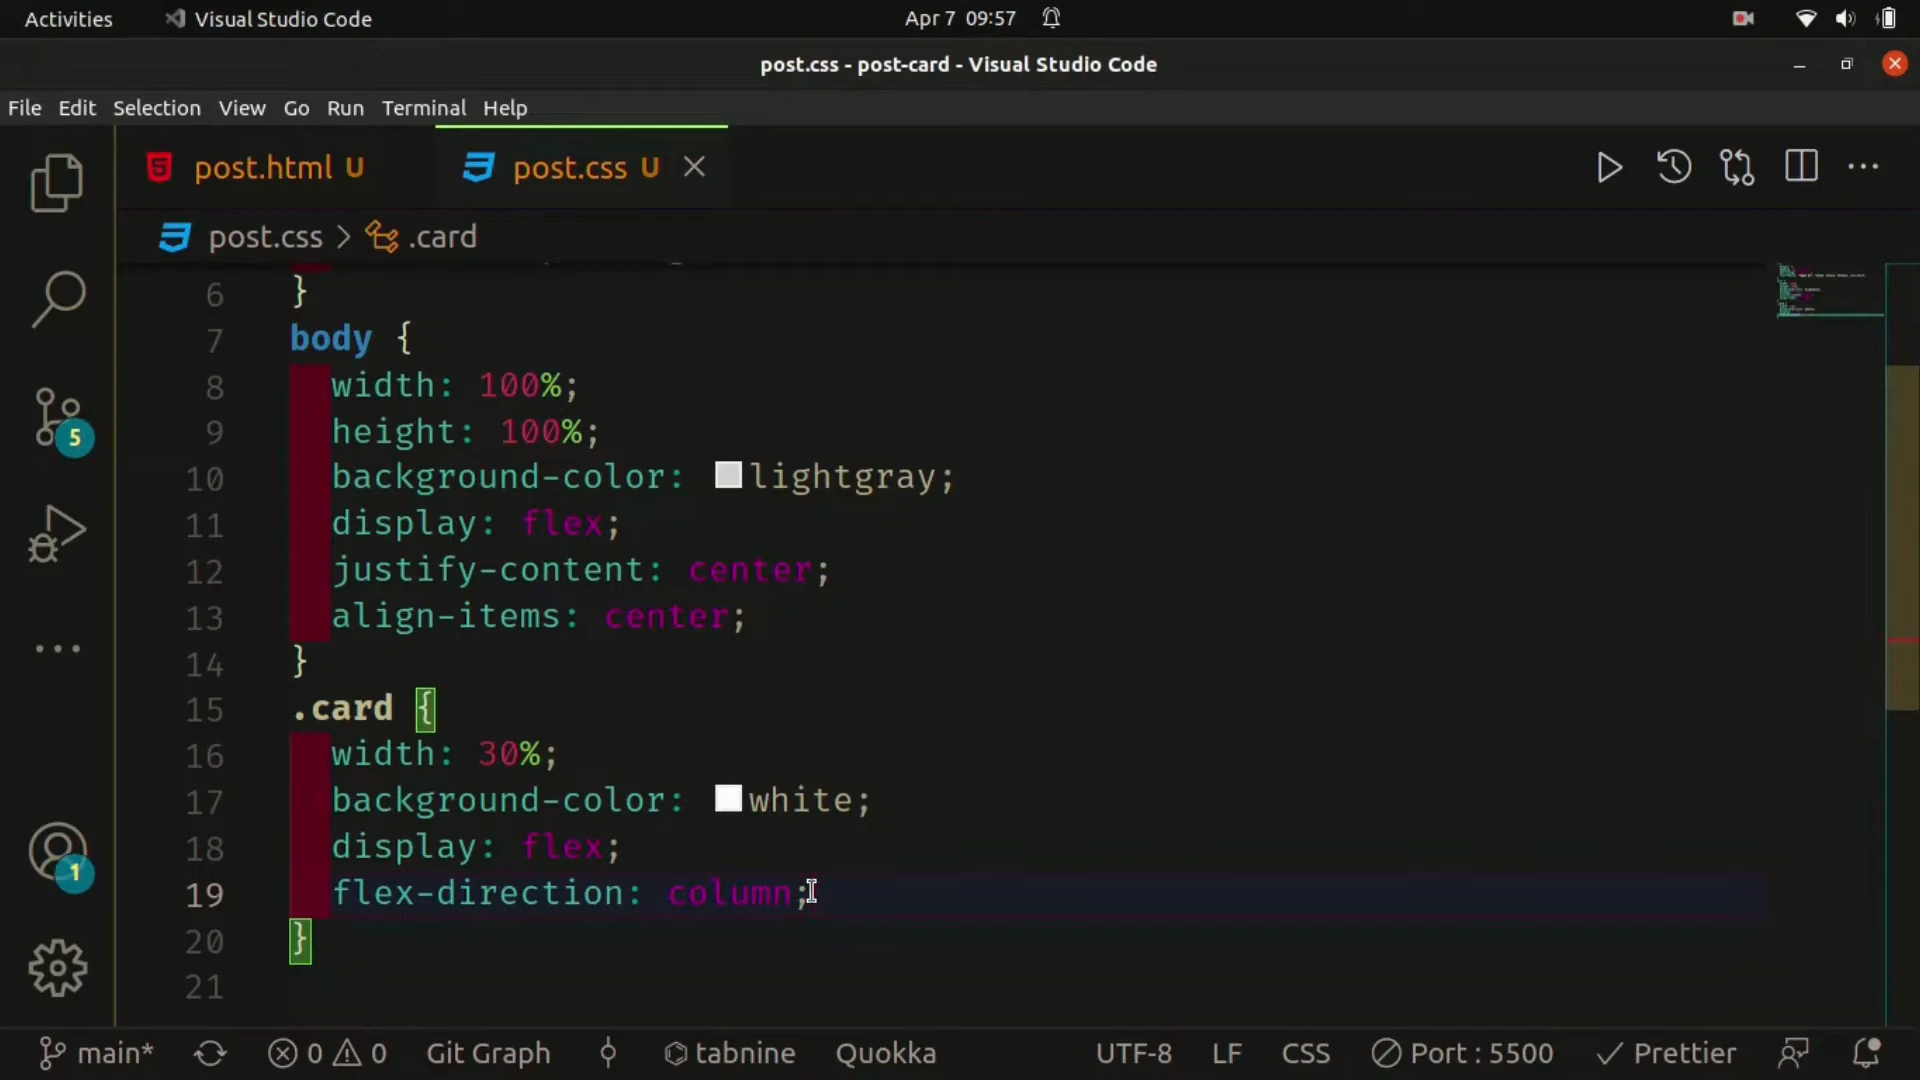 Activities Visual Studio Code Apr 7 09:57
post.css - post-card - Visual Studio Code
File Edit Selection View Go Run Terminal Help
post.html U post.css U
post.css > .card
6 }
7 body {
8 width: 100%;
9 height: 100%;
10 background-color: lightgray;
11 display: flex;
12 justify-content: center;
13 align-items: center;
14 }
15 .card {
16 width: 30%;
17 background-color: white;
18 display: flex;
19 flex-direction: column;
20 }
21
5
1
main* 0 0 Git Graph tabnine Quokka UTF-8 LF CSS Port : 5500 Prettier